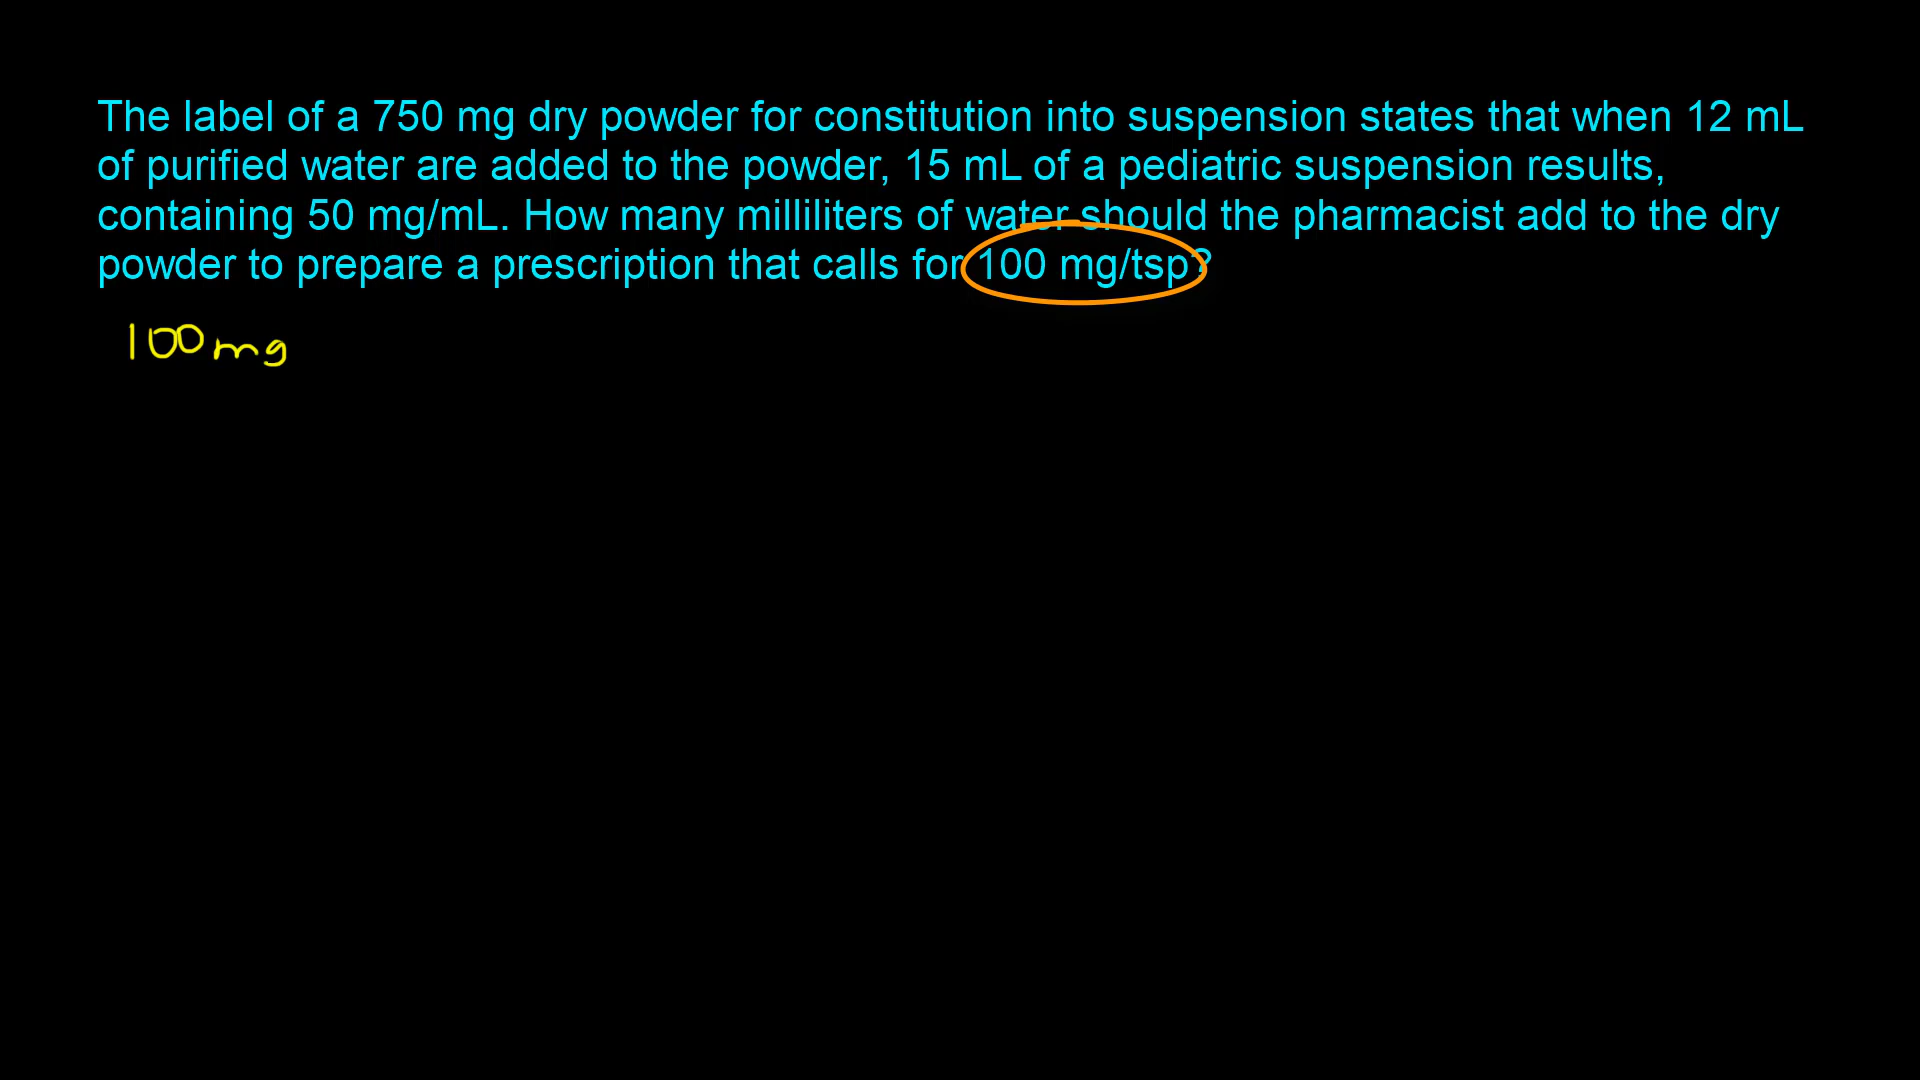 The label of a 750 mg dry powder for constitution into suspension states that when 12 mL
of purified water are added to the powder, 15 mL of a pediatric suspension results,
containing 50 mg/mL. How many milliliters of water should the pharmacist add to the dry
powder to prepare a prescription that calls for 100 mg/tsp?
100mg